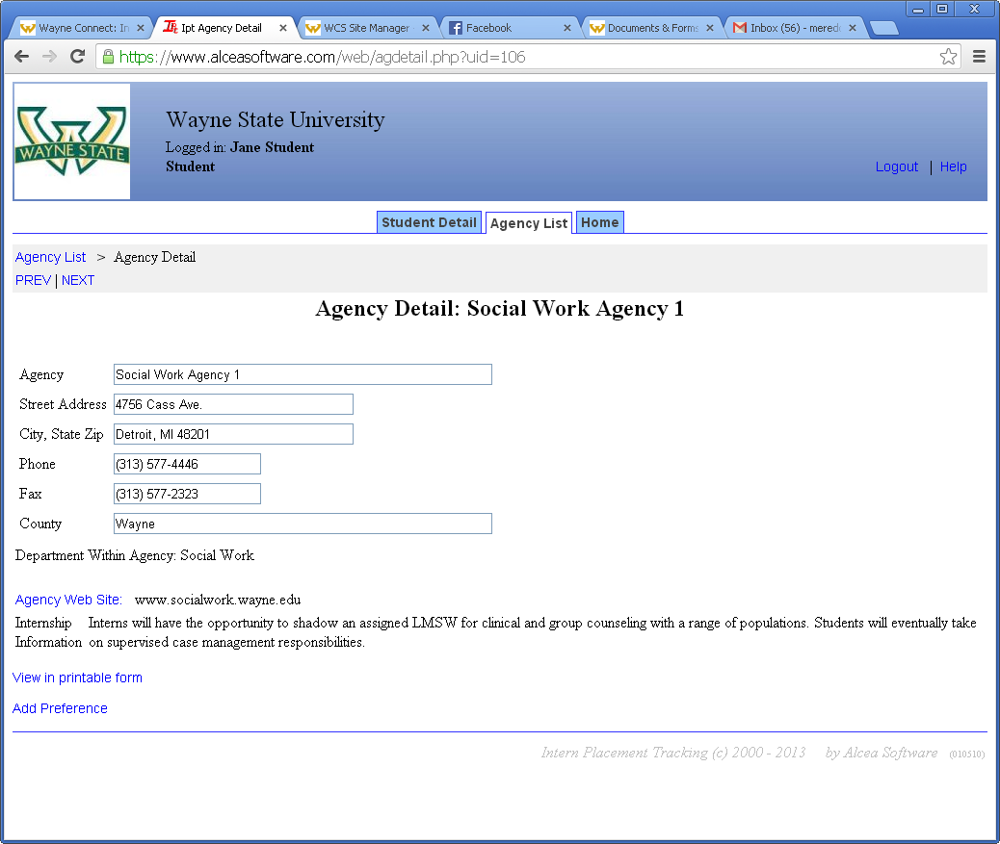 Wayne Connect: In
Ipt Agency Detail
WCS Site Manager
Facebook
Documents & Forms
Inbox (56) - mered
https://www.alceasoftware.com/web/agdetail.php?uid=106
WAYNE STATE
Wayne State University
Logged in: Jane Student
Student
Logout | Help
Student Detail
Agency List
Home
Agency List > Agency Detail
PREV | NEXT
Agency Detail: Social Work Agency 1
Agency Social Work Agency 1
Street Address 4756 Cass Ave.
City, State Zip Detroit, MI 48201
Phone (313) 577-4446
Fax (313) 577-2323
County Wayne
Department Within Agency: Social Work
Agency Web Site: www.socialwork.wayne.edu
Internship Interns will have the opportunity to shadow an assigned LMSW for clinical and group counseling with a range of populations. Students will eventually take
Information on supervised case management responsibilities.
View in printable form
Add Preference
Intern Placement Tracking (c) 2000 - 2013 by Alcea Software (010510)